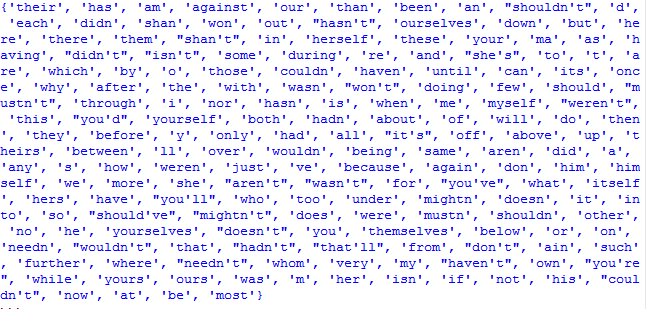 {'their', 'has', 'am', 'against', 'our', 'than', 'been', 'an', "shouldn't", 'd',
 'each', 'didn', 'shan', 'won', 'out', "hasn't", 'ourselves', 'down', 'but', 'he
re', 'there', 'them', "shan't", 'in', 'herself', 'these', 'your', 'ma', 'as', 'h
aving', "didn't", "isn't", 'some', 'during', 're', 'and', "she's", 'to', 't', 'a
re', 'which', 'by', 'o', 'those', 'couldn', 'haven', 'until', 'can', 'its', 'onc
e', 'why', 'after', 'the', 'with', 'wasn', "won't", 'doing', 'few', 'should', "m
ustn't", 'through', 'i', 'nor', 'hasn', 'is', 'when', 'me', 'myself', "weren't",
 'this', "you'd", 'yourself', 'both', 'hadn', 'about', 'of', 'will', 'do', 'then
', 'they', 'before', 'y', 'only', 'had', 'all', "it's", 'off', 'above', 'up', 't
heirs', 'between', 'll', 'over', 'wouldn', 'being', 'same', 'aren', 'did', 'a',
'any', 's', 'how', 'weren', 'just', 've', 'because', 'again', 'don', 'him', 'him
self', 'we', 'more', 'she', "aren't", "wasn't", 'for', "you've", 'what', 'itself
', 'hers', 'have', "you'll", 'who', 'too', 'under', 'mightn', 'doesn', 'it', 'in
to', 'so', "should've", "mightn't", 'does', 'were', 'mustn', 'shouldn', 'other',
 'no', 'he', 'yourselves', "doesn't", 'you', 'themselves', 'below', 'or', 'on',
'needn', "wouldn't", 'that', "hadn't", "that'll", 'from', "don't", 'ain', 'such'
, 'further', 'where', "needn't", 'whom', 'very', 'my', "haven't", 'own', "you're
", 'while', 'yours', 'ours', 'was', 'm', 'her', 'isn', 'if', 'not', 'his', "coul
dn't", 'now', 'at', 'be', 'most'}